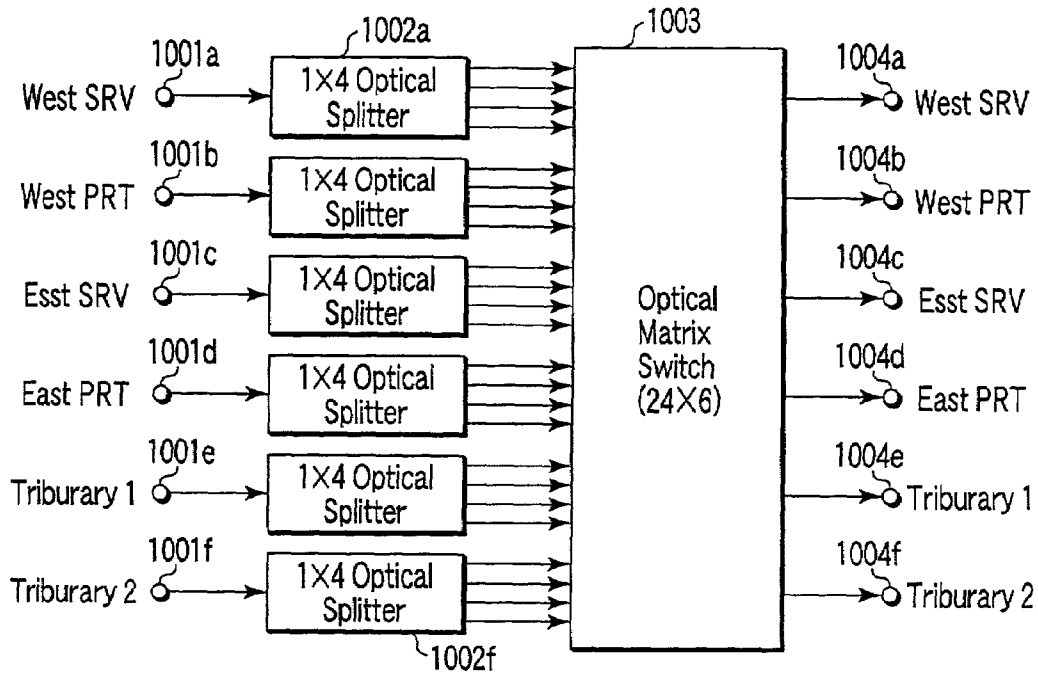 1002a
1003
1001a
1004a
West SRV
1×4 Optical
Splitter
West SRV
1001b
1004b
West PRT
1×4 Optical
Splitter
West PRT
1001c
1004c
Esst SRV
1×4 Optical
Splitter
Esst SRV
Optical
Matrix
Switch
(24×6)
1001d
1004d
East PRT
1×4 Optical
Splitter
East PRT
1001e
1004e
Triburary 1
1×4 Optical
Splitter
Triburary 1
1001f
1004f
Triburary 2
1×4 Optical
Splitter
Triburary 2
1002f